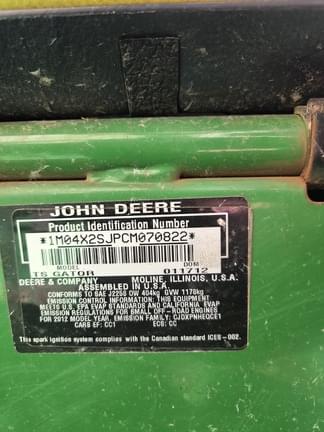 JOHN DEERE
Product Identification Number
*1M04X2SJPCM070822*
MODEL DOM
TS GATOR 011712
DEERE & COMPANY MOLINE, ILLINOIS, U.S.A.
ASSEMBLED IN U.S.A.
CONFORMS TO SAE J2258 OW 404kg GVW 1178kg
EMISSION CONTROL INFORMATION: THIS EQUIPMENT
MEETS U.S. EPA EVAP STANDARDS AND CALIFORNIA EVAP
EMISSION REGULATIONS FOR SMALL OFF-ROAD ENGINES
FOR 2012 MODEL YEAR. EMISSION FAMILY: CJDXPNHEQCE1
CARB EF: CC1 ECS: CC
This spark ignition system complies with the Canadian standard ICES-002.